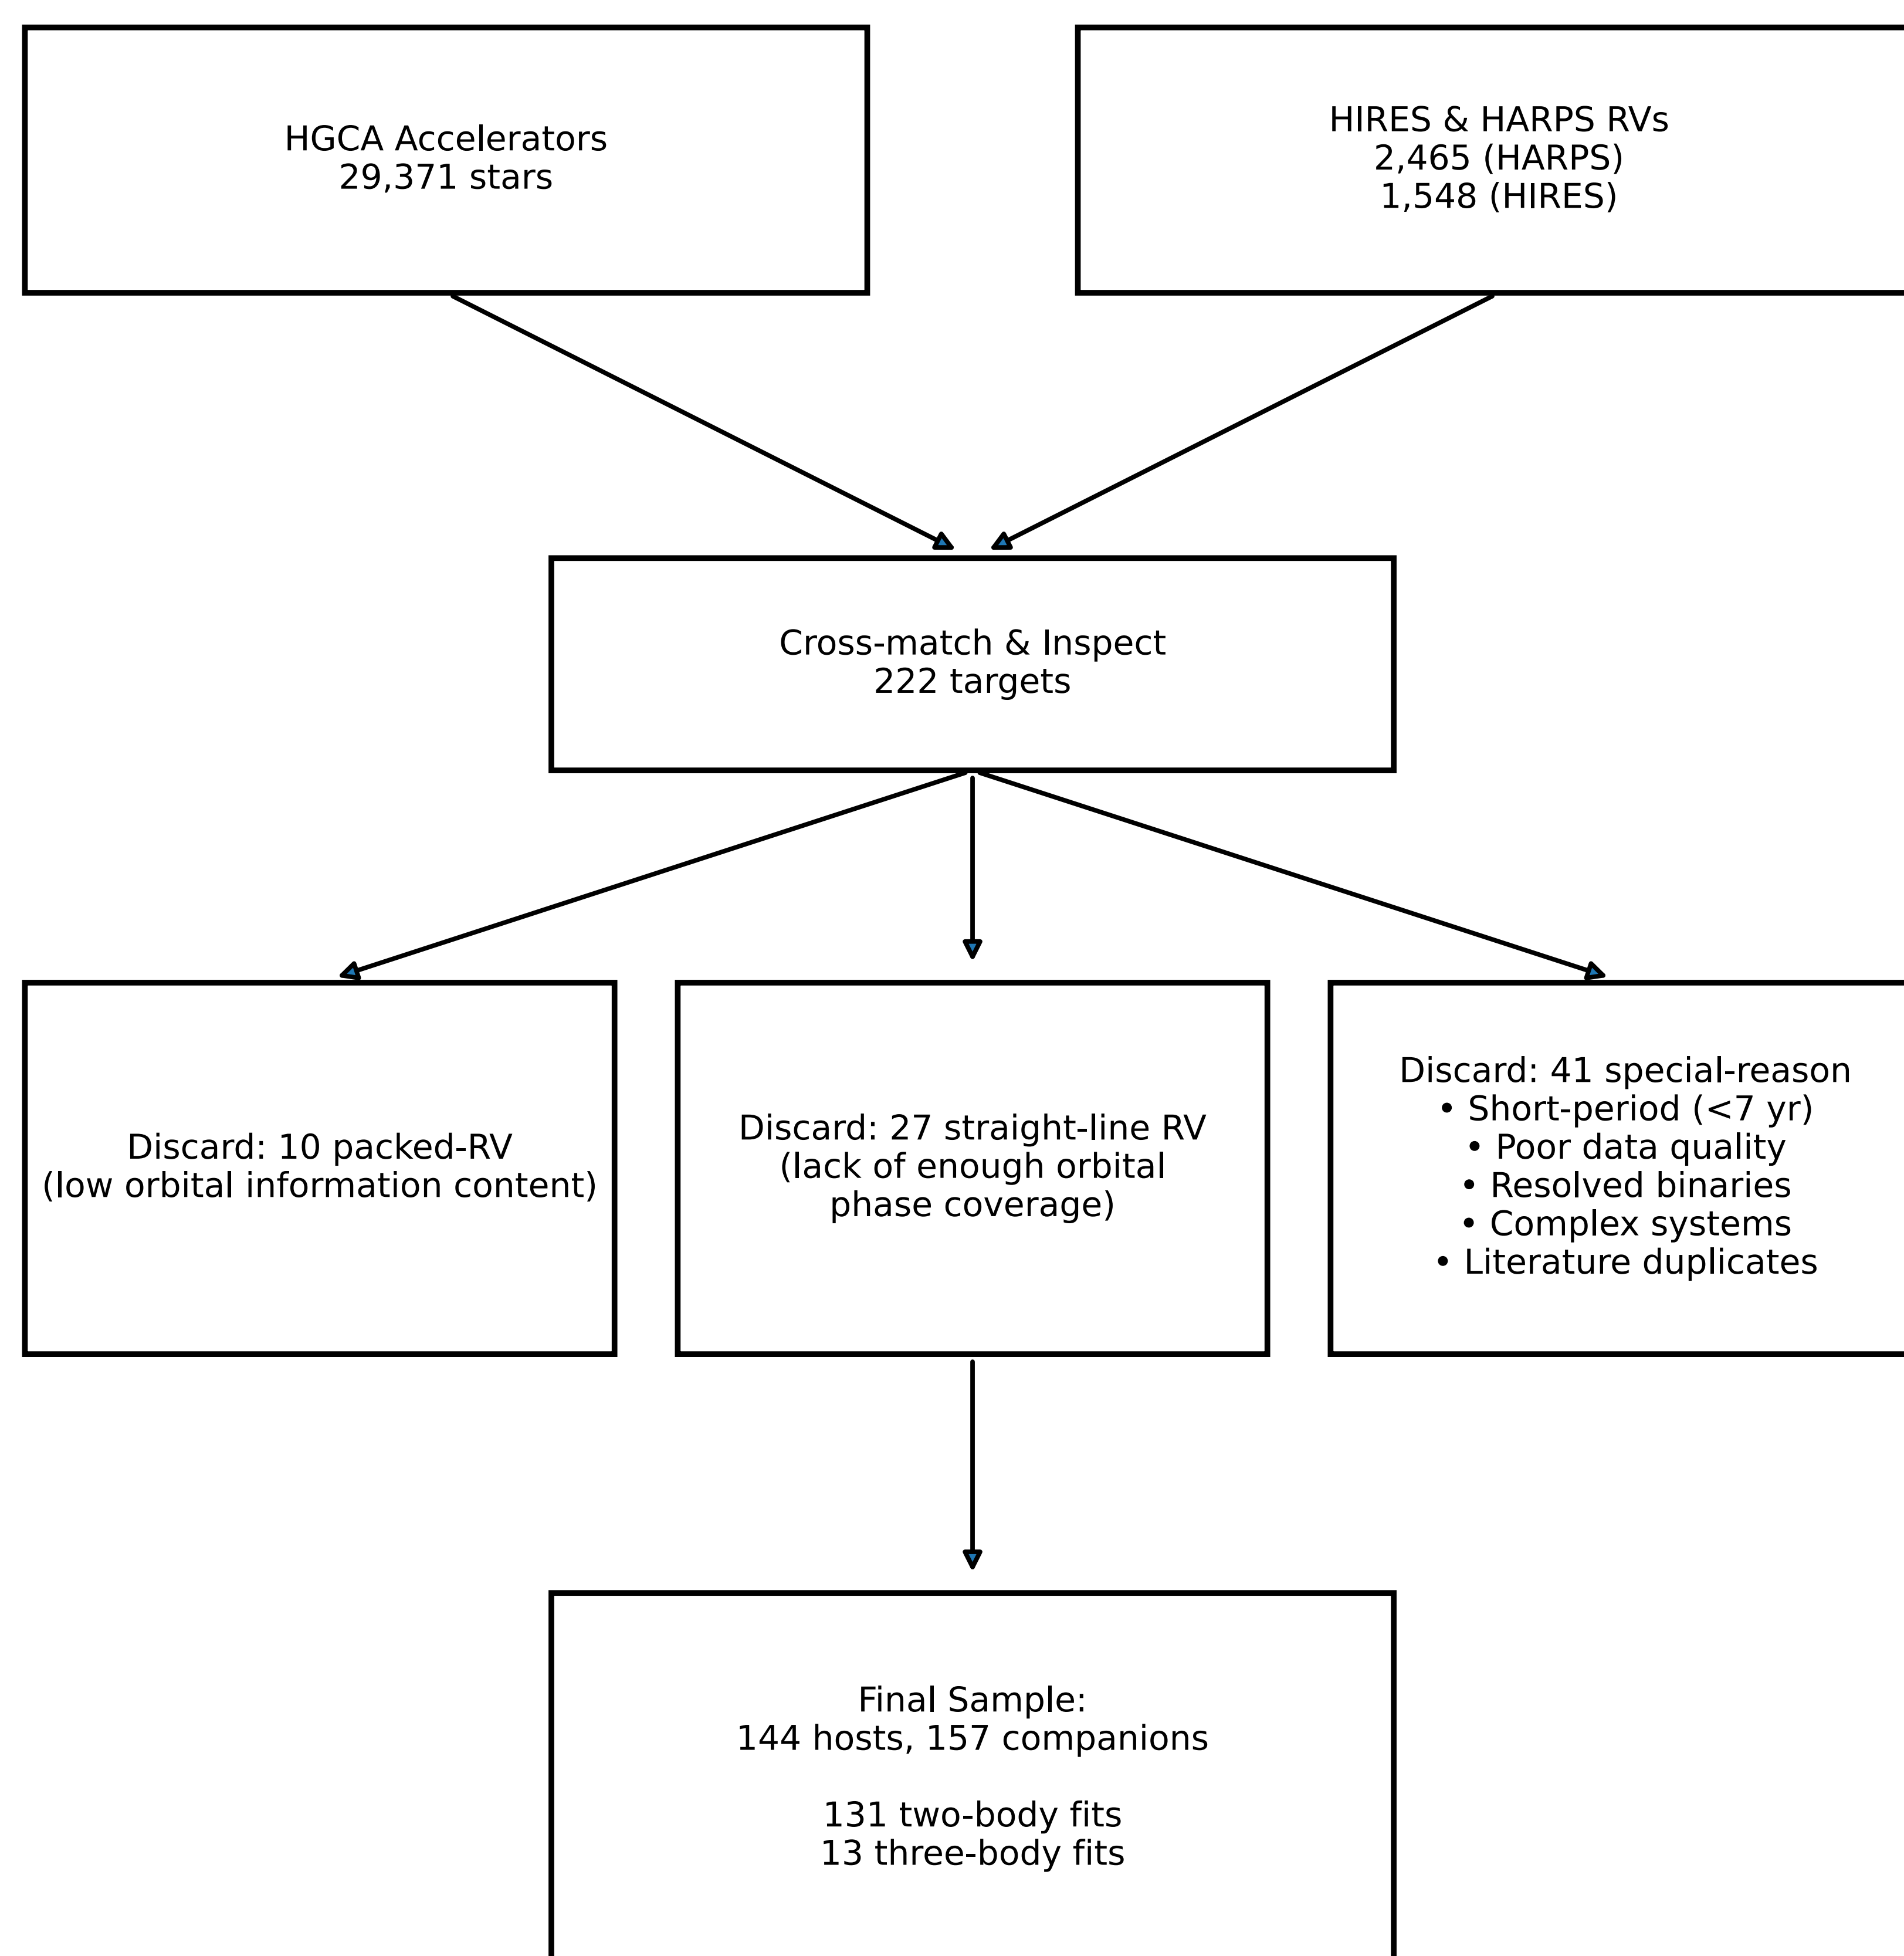 HGCA Accelerators
29,371 stars
HIRES & HARPS RVs
2,465 (HARPS)
1,548 (HIRES)
Cross-match & Inspect
222 targets
Discard: 10 packed-RV
(low orbital information content)
Discard: 27 straight-line RV
(lack of enough orbital
phase coverage)
Discard: 41 special-reason
• Short-period (<7 yr)
• Poor data quality
• Resolved binaries
• Complex systems
• Literature duplicates
Final Sample:
144 hosts, 157 companions
131 two-body fits
13 three-body fits